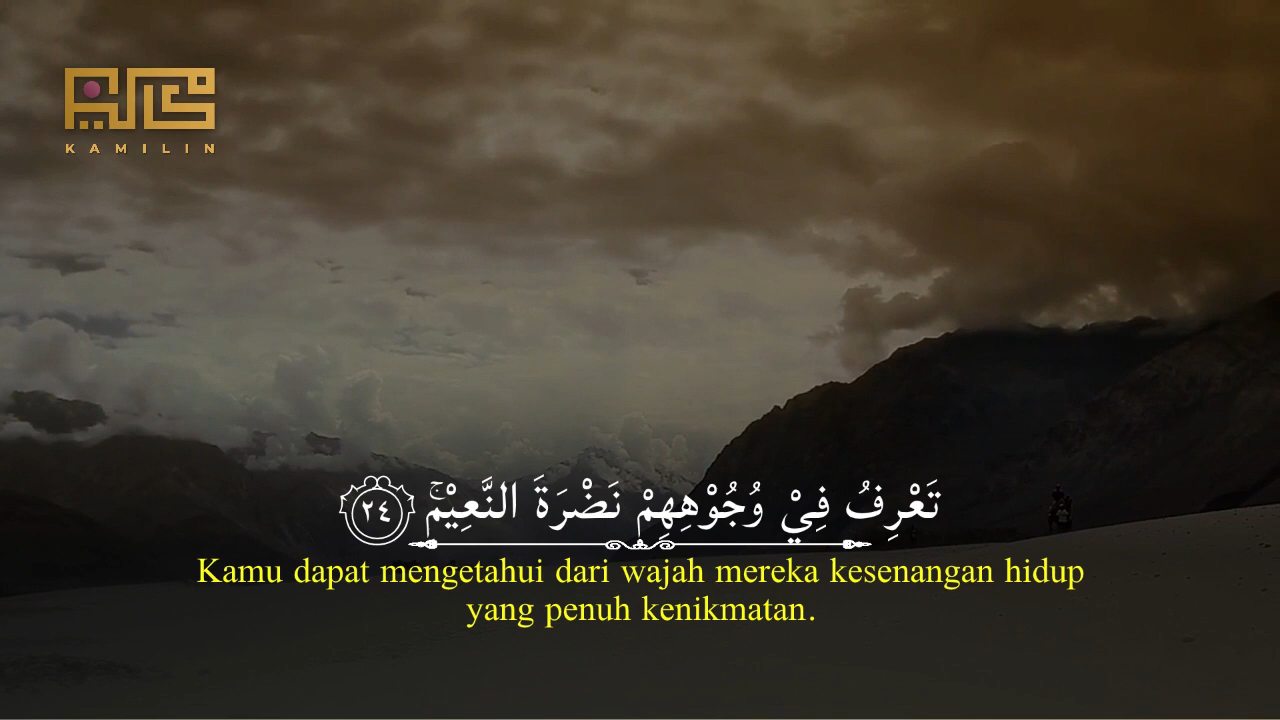 KAMILIN
تَعْرِفُ فِيْ وُجُوْهِهِمْ نَضْرَةَ النَّعِيْمِۚ ٢٤
Kamu dapat mengetahui dari wajah mereka kesenangan hidup
yang penuh kenikmatan.